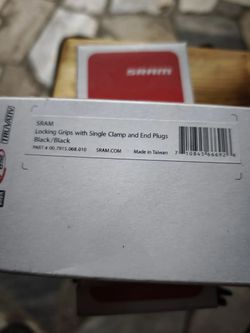 SRAM
SRAM
Locking Grips with Single Clamp and End Plugs
Black/Black
PART # 00.7915.068.010 SRAM.COM Made in Taiwan
TRUVATIV